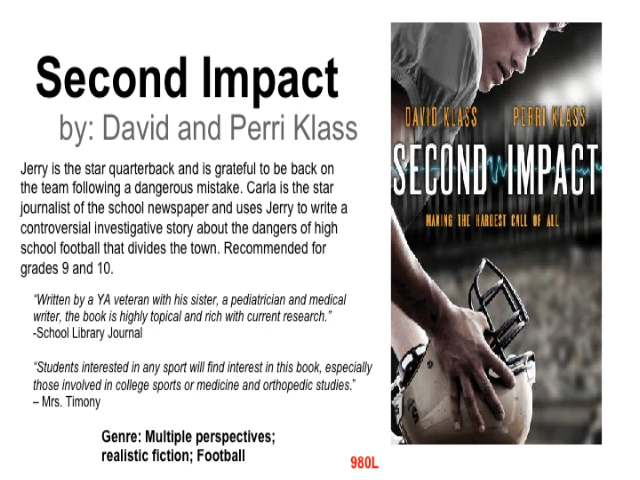 Second Impact
by: David and Perri Klass
Jerry is the star quarterback and is grateful to be back on
the team following a dangerous mistake. Carla is the star
journalist of the school newspaper and uses Jerry to write a
controversial investigative story about the dangers of high
school football that divides the town. Recommended for
grades 9 and 10.
“Written by a YA veteran with his sister, a pediatrician and medical
writer, the book is highly topical and rich with current research.”
-School Library Journal
“Students interested in any sport will find interest in this book, especially
those involved in college sports or medicine and orthopedic studies.”
– Mrs. Timony
Genre: Multiple perspectives;
realistic fiction; Football
980L
DAVID KLASS PERRI KLASS
SECOND IMPACT
MAKING THE HARDEST CALL OF ALL